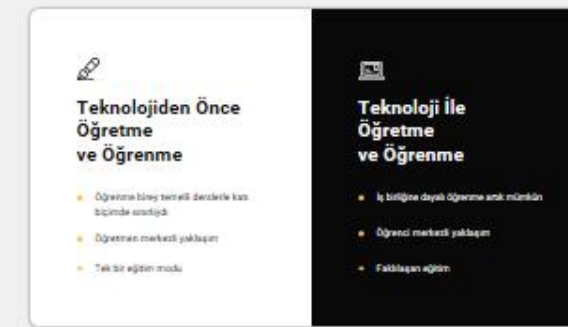 Teknolojiden Önce
Öğretme
ve Öğrenme
Öğrenme birey temelli derslerle katı
biçimde sınırlıydı
Öğretmen merkezli yaklaşım
Tek bir eğitim modu
Teknoloji İle
Öğretme
ve Öğrenme
İş birliğine dayalı öğrenme artık mümkün
Öğrenci merkezli yaklaşım
Farklılaşan eğitim